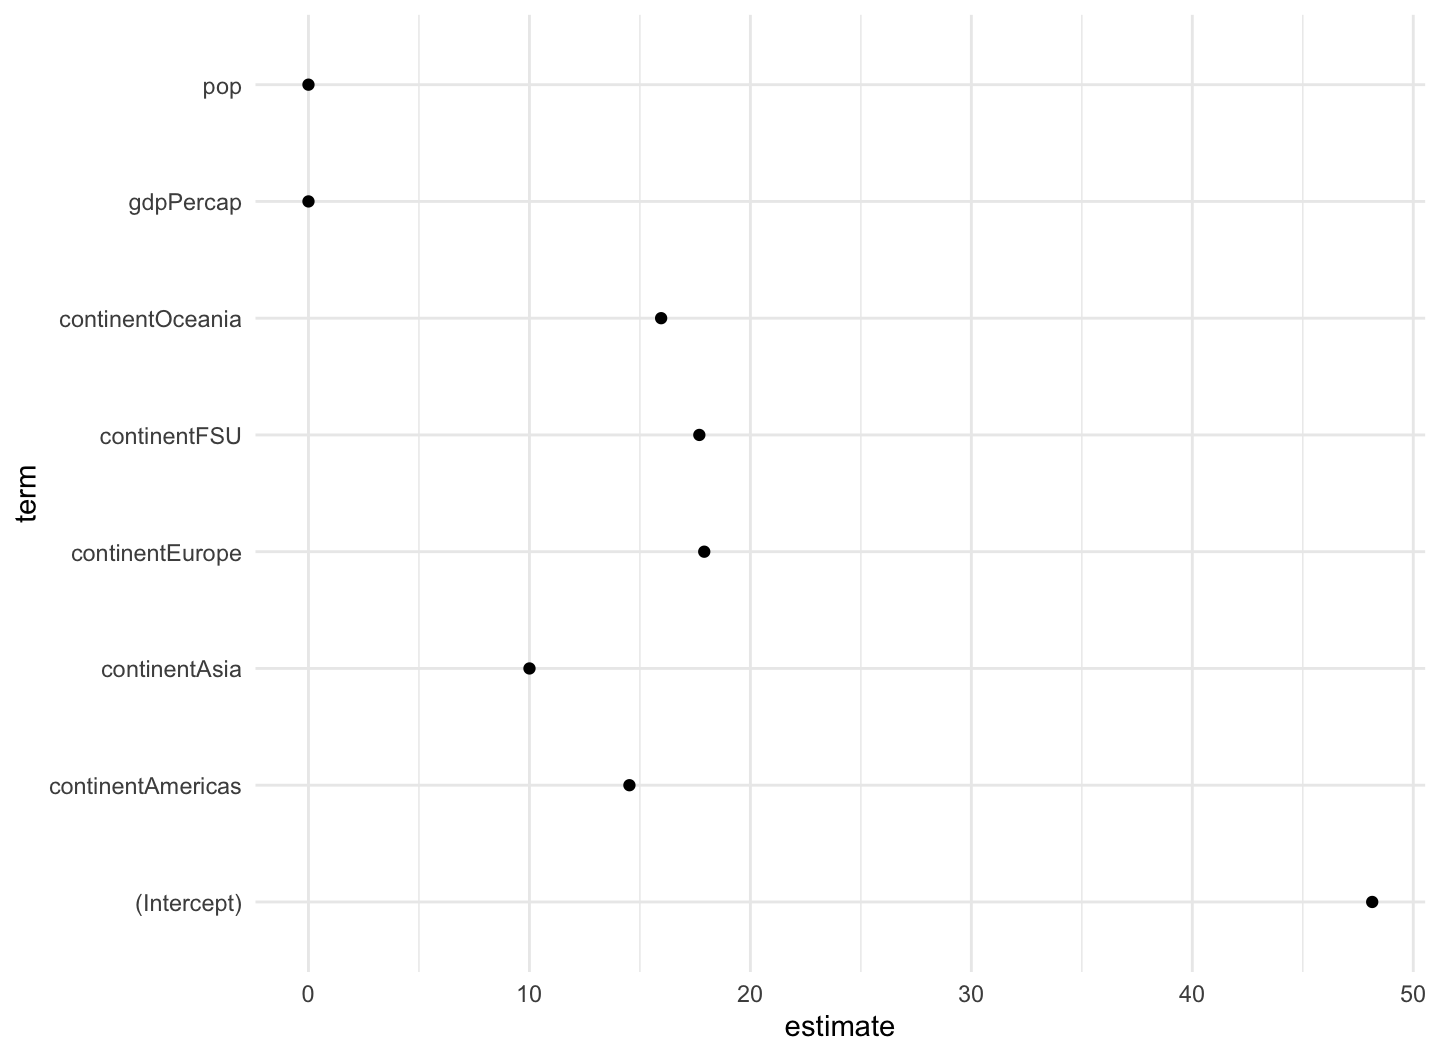 pop
gdpPercap
continentOceania
continentFSU
continentEurope
continentAsia
continentAmericas
(Intercept)
term
0 10 20 30 40 50
estimate